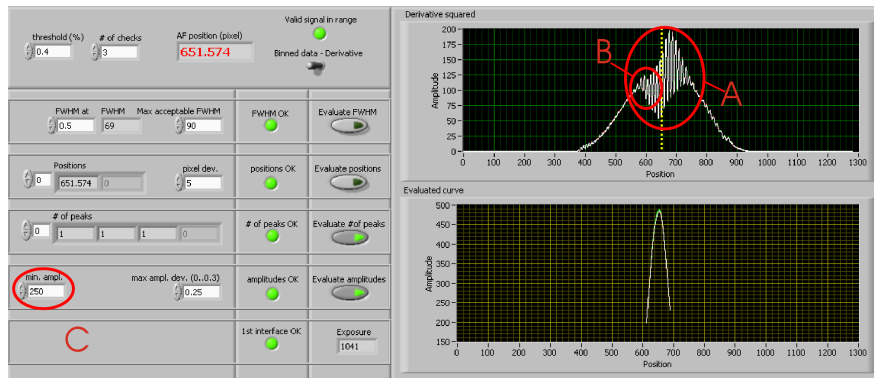 threshold (%)
0.4
# of checks
3
AF position (pixel)
651.574
Valid
signal in range
Binned data - Derivative
FWHM at
0.5
FWHM
69
Max acceptable FWHM
90
FWHM OK
Evaluate FWHM
Positions
0
651.574
0
pixel dev.
5
positions OK
Evaluate positions
# of peaks
0
1
1
1
0
# of peaks OK
Evaluate #of peaks
min. ampl.
250
max ampl. dev. (0..0.3)
0.25
amplitudes OK
Evaluate amplitudes
C
1st interface OK
Exposure
1041
Derivative squared
Amplitude
200-
175-
150-
125-
100-
75-
50-
25-
0-
B
A
0 100 200 300 400 500 600 700 800 900 1000 1100 1200 1300
Position
Evaluated curve
Amplitude
500-
450-
400-
350-
300-
250-
200-
150-
0 100 200 300 400 500 600 700 800 900 1000 1100 1200 1300
Position